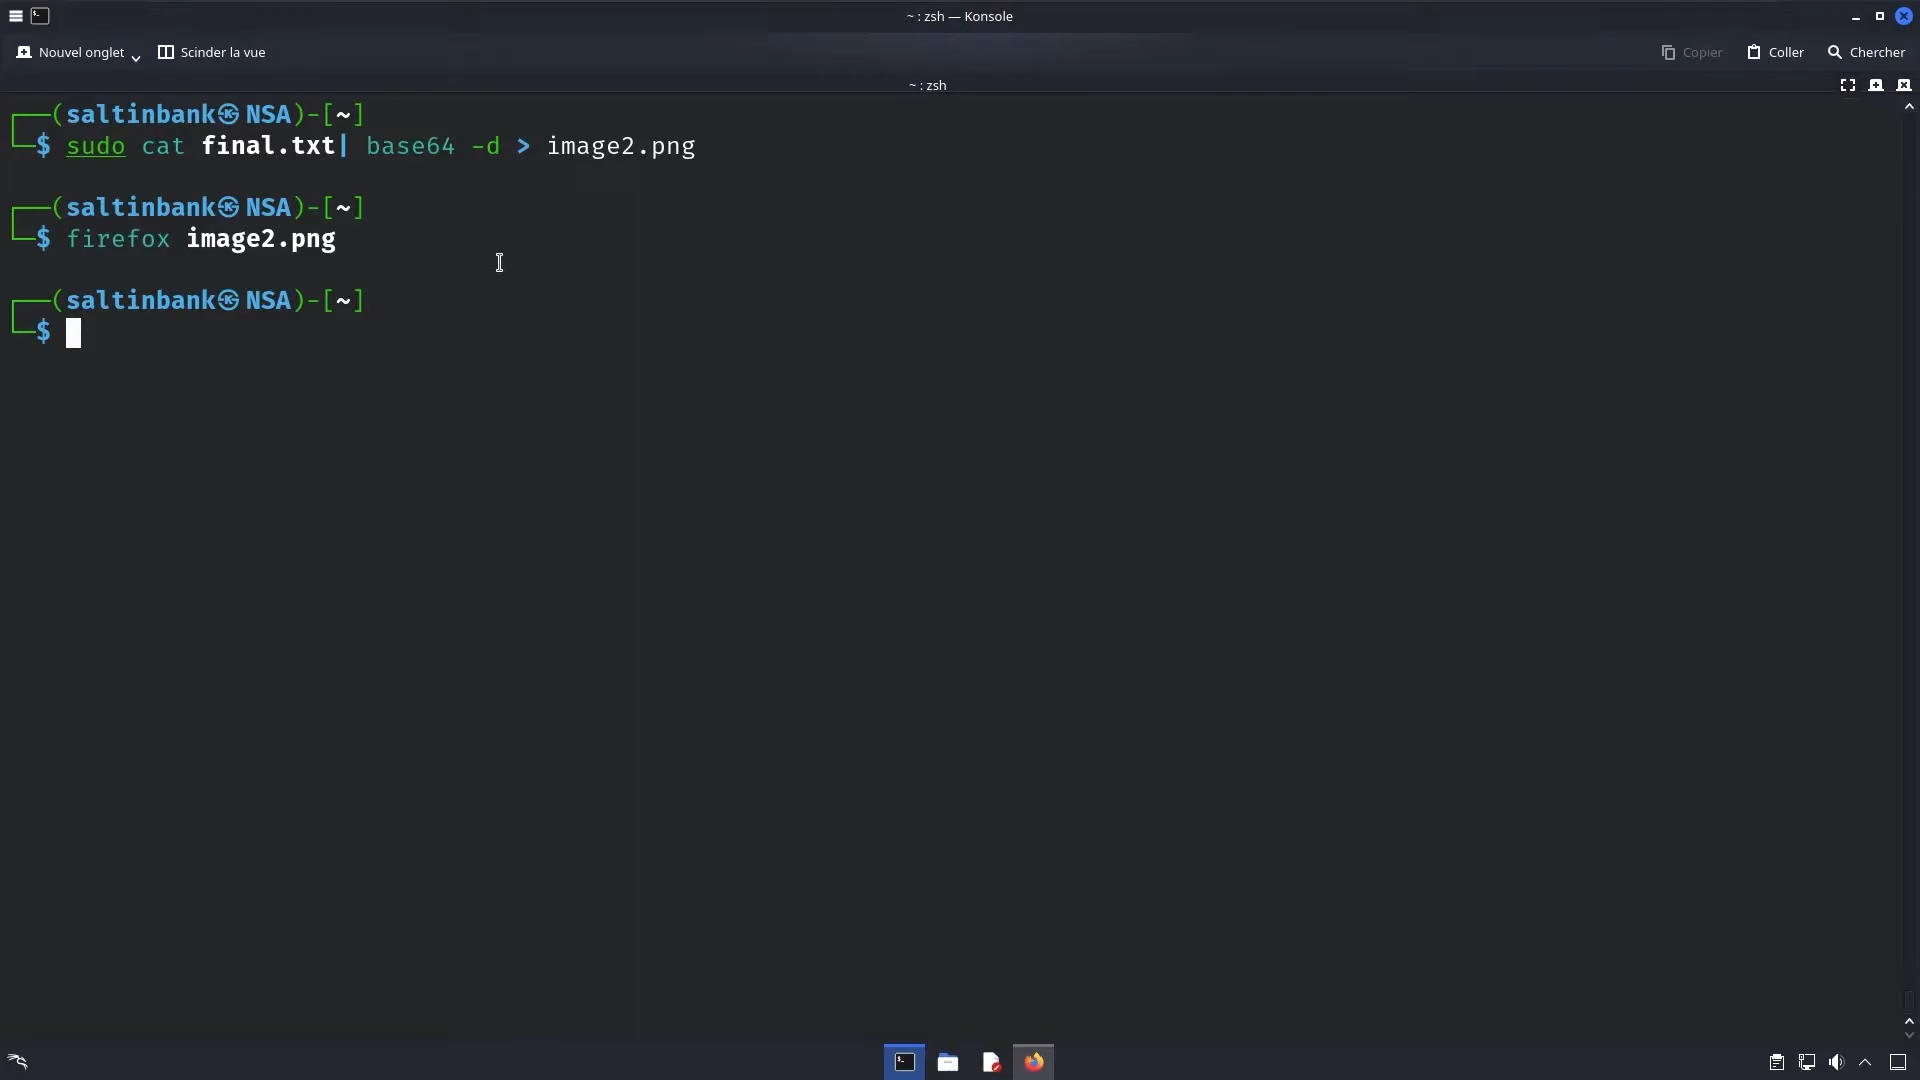 ~ : zsh — Konsole
Nouvel onglet
Scinder la vue
Copier
Coller
Chercher
~ : zsh
┌──(saltinbank㉿NSA)-[~]
└─$ sudo cat final.txt| base64 -d > image2.png
┌──(saltinbank㉿NSA)-[~]
└─$ firefox image2.png
┌──(saltinbank㉿NSA)-[~]
└─$